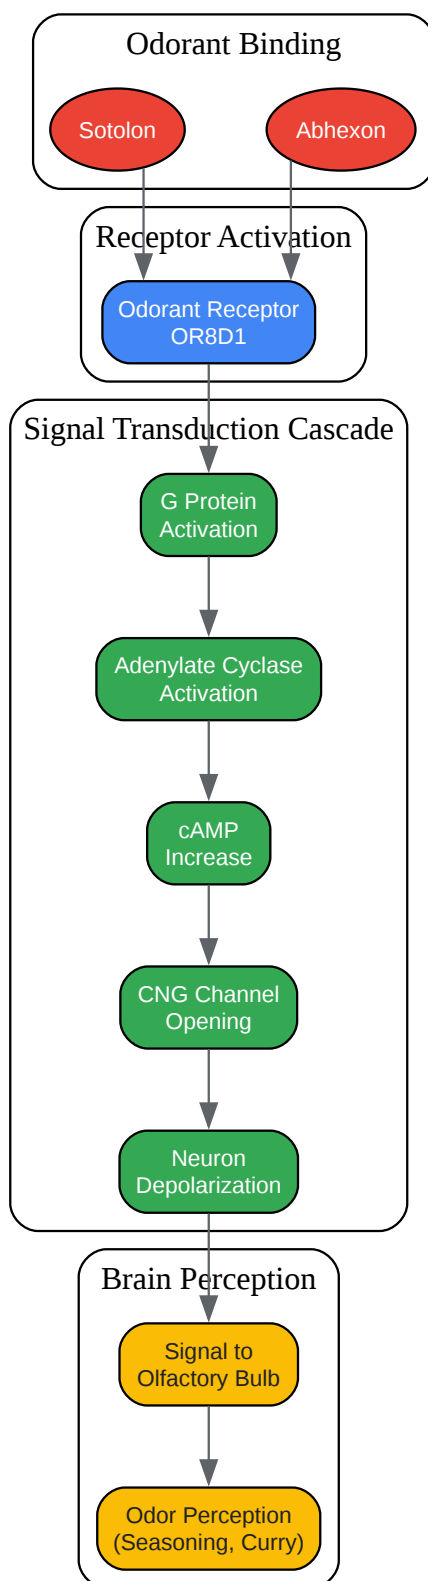 Odorant Binding
Sotolon
Abhexon
Receptor Activation
Odorant Receptor
OR8D1
Signal Transduction Cascade
G Protein
Activation
Adenylate Cyclase
Activation
cAMP
Increase
CNG Channel
Opening
Neuron
Depolarization
Brain Perception
Signal to
Olfactory Bulb
Odor Perception
(Seasoning, Curry)